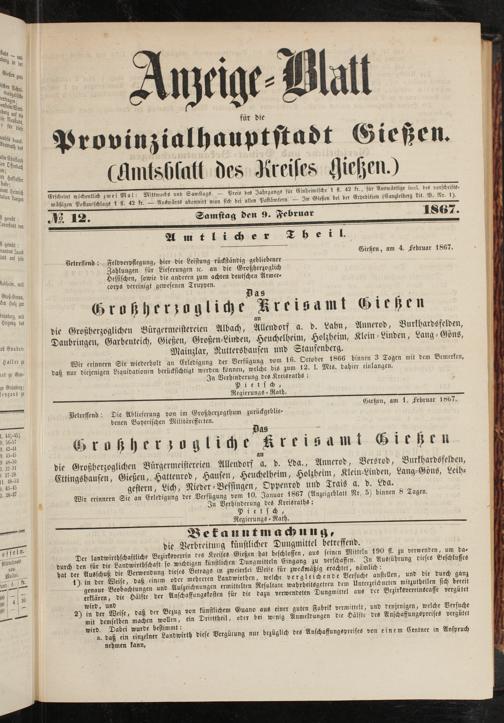 Anzeige-Blatt
für die
Provinzialhauptstadt Gießen.
(Amtsblatt des Kreises Gießen.)
Erscheint wöchentlich zwei Mal: Mittwochs und Samstags. — Preis des Jahrgangs für Einheimische 1 fl. 42 kr., für Auswärtige incl. des vorschrifts-
mäßigen Postaufschlags 1 fl. 42 kr. — Auswärts abonnirt man sich bei allen Postämtern. — In Gießen bei der Expedition (Canzleiberg Lit. B. Nr. 1).
№ 12. Samstag den 9. Februar 1867.
Amtlicher Theil.
Gießen, am 4. Februar 1867.
Betreffend: Feldverpflegung, hier die Leistung rückständig gebliebener
Zahlungen für Lieferungen ꝛc. an die Großherzoglich
Hessischen, sowie die anderen zum achten deutschen Armee-
corps vereinigt gewesenen Truppen.
Das
Großherzogliche Kreisamt Gießen
an
die Großherzoglichen Bürgermeistereien Albach, Allendorf a. d. Lahn, Annerod, Burkhardsfelden,
Daubringen, Garbenteich, Gießen, Großen-Linden, Heuchelheim, Holzheim, Klein-Linden, Lang-Göns,
Mainzlar, Ruttershausen und Staufenberg.
Wir erinnern Sie wiederholt an Erledigung der Verfügung vom 16. October 1866 binnen 3 Tagen mit dem Bemerken,
daß nur diejenigen Liquidationen berücksichtigt werden können, welche bis zum 12. l. Mts. dahier einlangen.
In Verhinderung des Kreisraths:
Pietsch,
Regierungs-Rath.
Gießen, am 1. Februar 1867.
Betreffend: Die Ablieferung von im Großherzogthum zurückgeblie-
benen Bayerischen Militäreffecten.
Das
Großherzogliche Kreisamt Gießen
an
die Großherzoglichen Bürgermeistereien Allendorf a. d. Lda., Annerod, Bersrod, Burkhardsfelden,
Ettingshausen, Gießen, Hattenrod, Hausen, Heuchelheim, Holzheim, Klein-Linden, Lang-Göns, Leih-
gestern, Lich, Nieder-Bessingen, Oppenrod und Trais a. d. Lda.
Wir erinnern Sie an Erledigung der Verfügung vom 10. Januar 1867 (Anzeigeblatt Nr. 5) binnen 8 Tagen.
In Verhinderung des Kreisraths:
Pietsch,
Regierungs-Rath.
Bekanntmachung,
die Verbreitung künstlicher Dungmittel betreffend.
Der landwirthschaftliche Bezirksverein des Kreises Gießen hat beschlossen, aus seinen Mitteln 190 fl. zu verwenden, um da-
durch den für die Landwirthschaft so wichtigen künstlichen Dungmitteln Eingang zu verschaffen. In Ausführung dieses Beschlusses
hat der Ausschuß die Verwendung dieses Betrags in zweierlei Weise für zweckmäßig erachtet, nämlich:
1) in der Weise, daß einem oder mehreren Landwirthen, welche vergleichende Versuche anstellen, und die durch ganz
genaue Beobachtungen und Aufzeichnungen ermittelten Resultate wahrheitsgetreu dem Unterzeichneten mitzutheilen sich bereit
erklären, die Hälfte der Anschaffungskosten für die dazu verwendeten Dungmittel aus der Bezirksvereinscasse vergütet
wird, und
2) in der Weise, daß der Bezug von künstlichem Guano aus einer guten Fabrik vermittelt, und denjenigen, welche Versuche
mit demselben machen wollen, ein Dritttheil, oder bei wenig Anmeldungen die Hälfte des Anschaffungspreises vergütet
wird. Dabei wurde bestimmt:
a. daß ein einzelner Landwirth diese Vergütung nur bezüglich des Anschaffungspreises von einem Centner in Anspruch
nehmen kann,